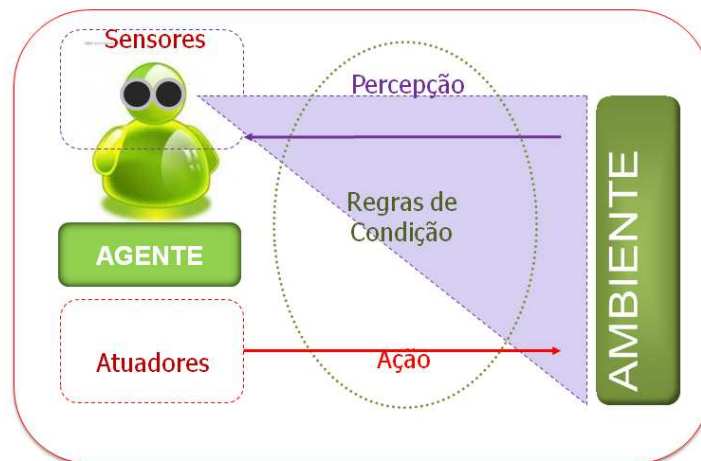 Sensores
Percepção
Regras de
Condição
AGENTE
AMBIENTE
Atuadores
Ação